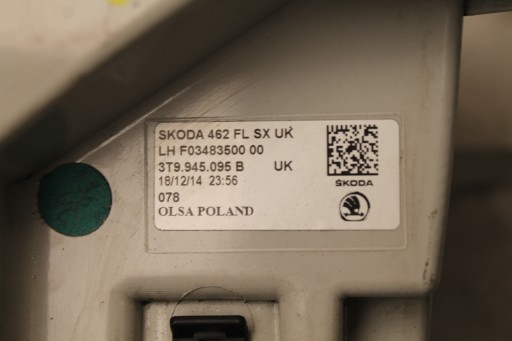 SKODA 462 FL SX UK
LH F03483500 00
3T9.945.095 B UK
18/12/14 23:56
078
OLSA POLAND
ŠKODA